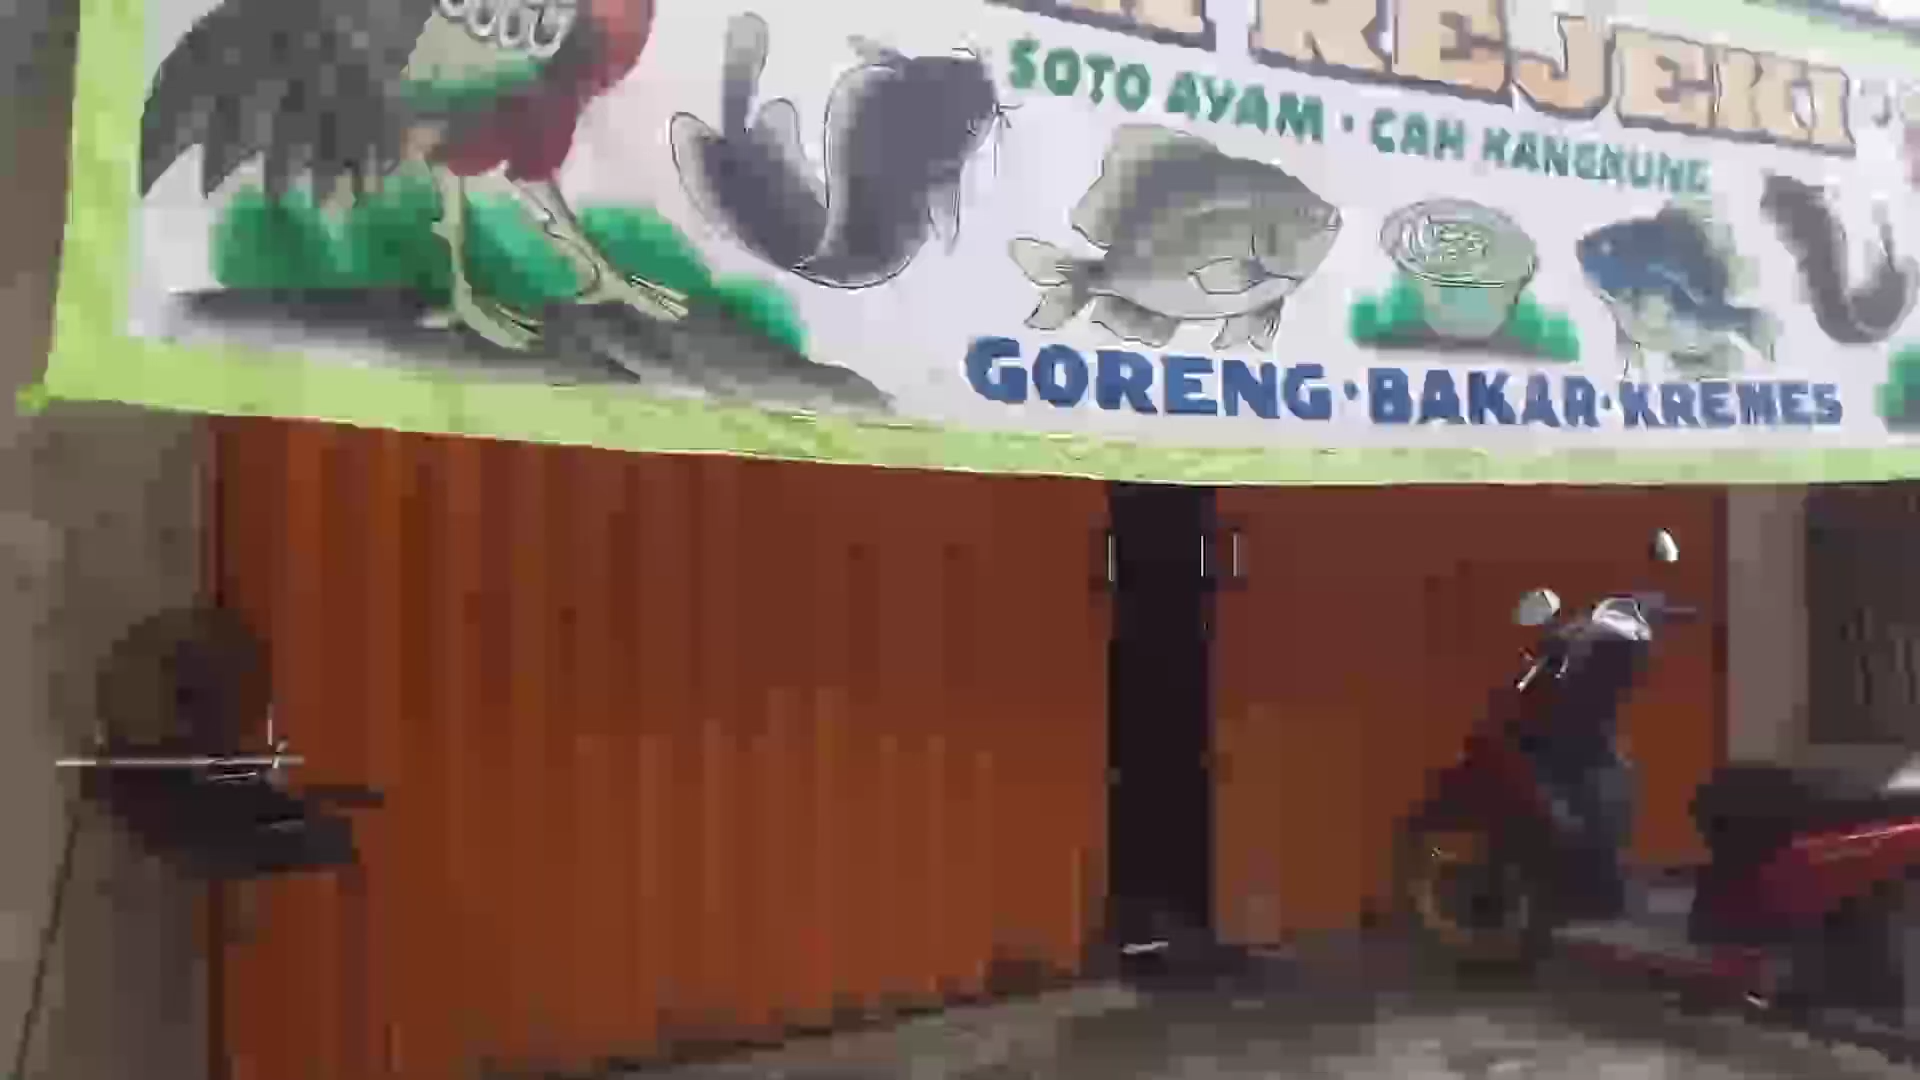 REJEKI
SOTO AYAM · CAH KANGKUNG
GORENG · BAKAR · KREMES